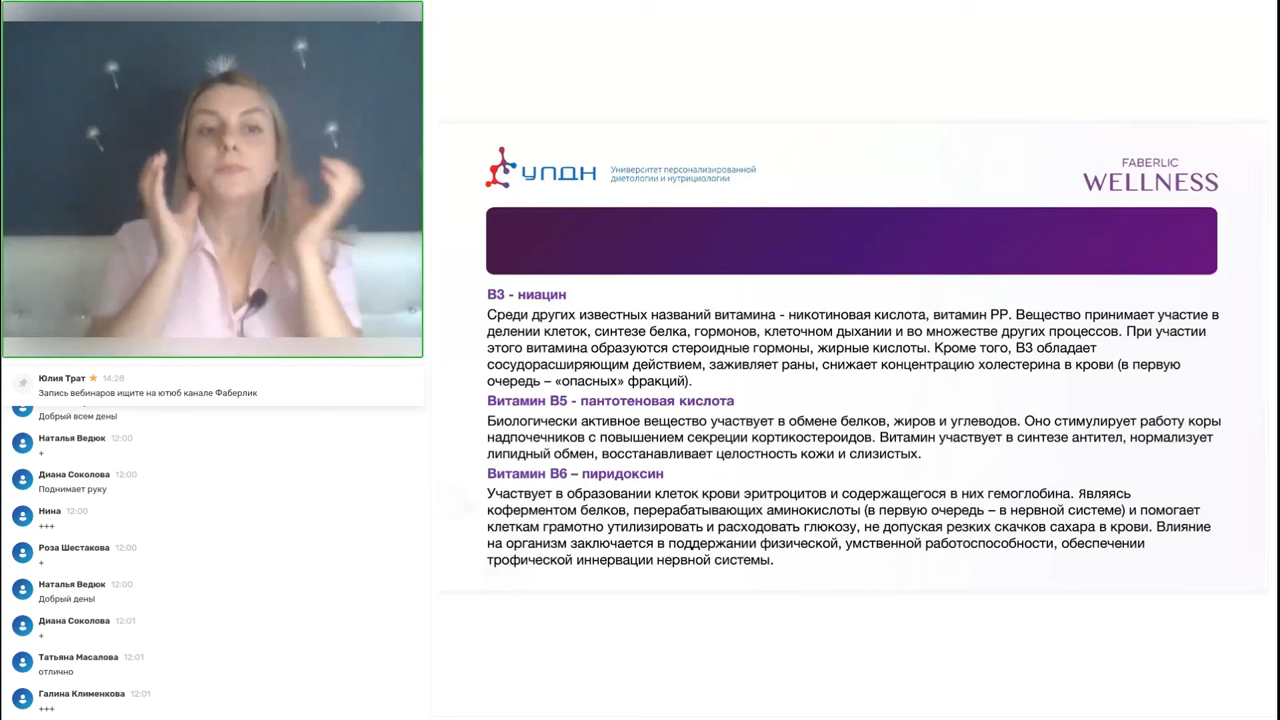 Юлия Трат 14:28
Запись вебинаров ищите на ютюб канале Фаберлик
Добрый всем день!
Наталья Ведюк 12:00
+
Диана Соколова 12:00
Поднимает руку
Нина 12:00
+++
Роза Шестакова 12:00
+
Наталья Ведюк 12:00
Добрый день!
Диана Соколова 12:01
+
Татьяна Масалова 12:01
отлично
Галина Клименкова 12:01
+++
УПДН
Университет персонализированной
диетологии и нутрициологии
FABERLIC
WELLNESS
В3 - ниацин
Среди других известных названий витамина - никотиновая кислота, витамин РР. Вещество принимает участие в
делении клеток, синтезе белка, гормонов, клеточном дыхании и во множестве других процессов. При участии
этого витамина образуются стероидные гормоны, жирные кислоты. Кроме того, В3 обладает
сосудорасширяющим действием, заживляет раны, снижает концентрацию холестерина в крови (в первую
очередь – «опасных» фракций).
Витамин В5 - пантотеновая кислота
Биологически активное вещество участвует в обмене белков, жиров и углеводов. Оно стимулирует работу коры
надпочечников с повышением секреции кортикостероидов. Витамин участвует в синтезе антител, нормализует
липидный обмен, восстанавливает целостность кожи и слизистых.
Витамин В6 – пиридоксин
Участвует в образовании клеток крови эритроцитов и содержащегося в них гемоглобина. Являясь
коферментом белков, перерабатывающих аминокислоты (в первую очередь – в нервной системе) и помогает
клеткам грамотно утилизировать и расходовать глюкозу, не допуская резких скачков сахара в крови. Влияние
на организм заключается в поддержании физической, умственной работоспособности, обеспечении
трофической иннервации нервной системы.